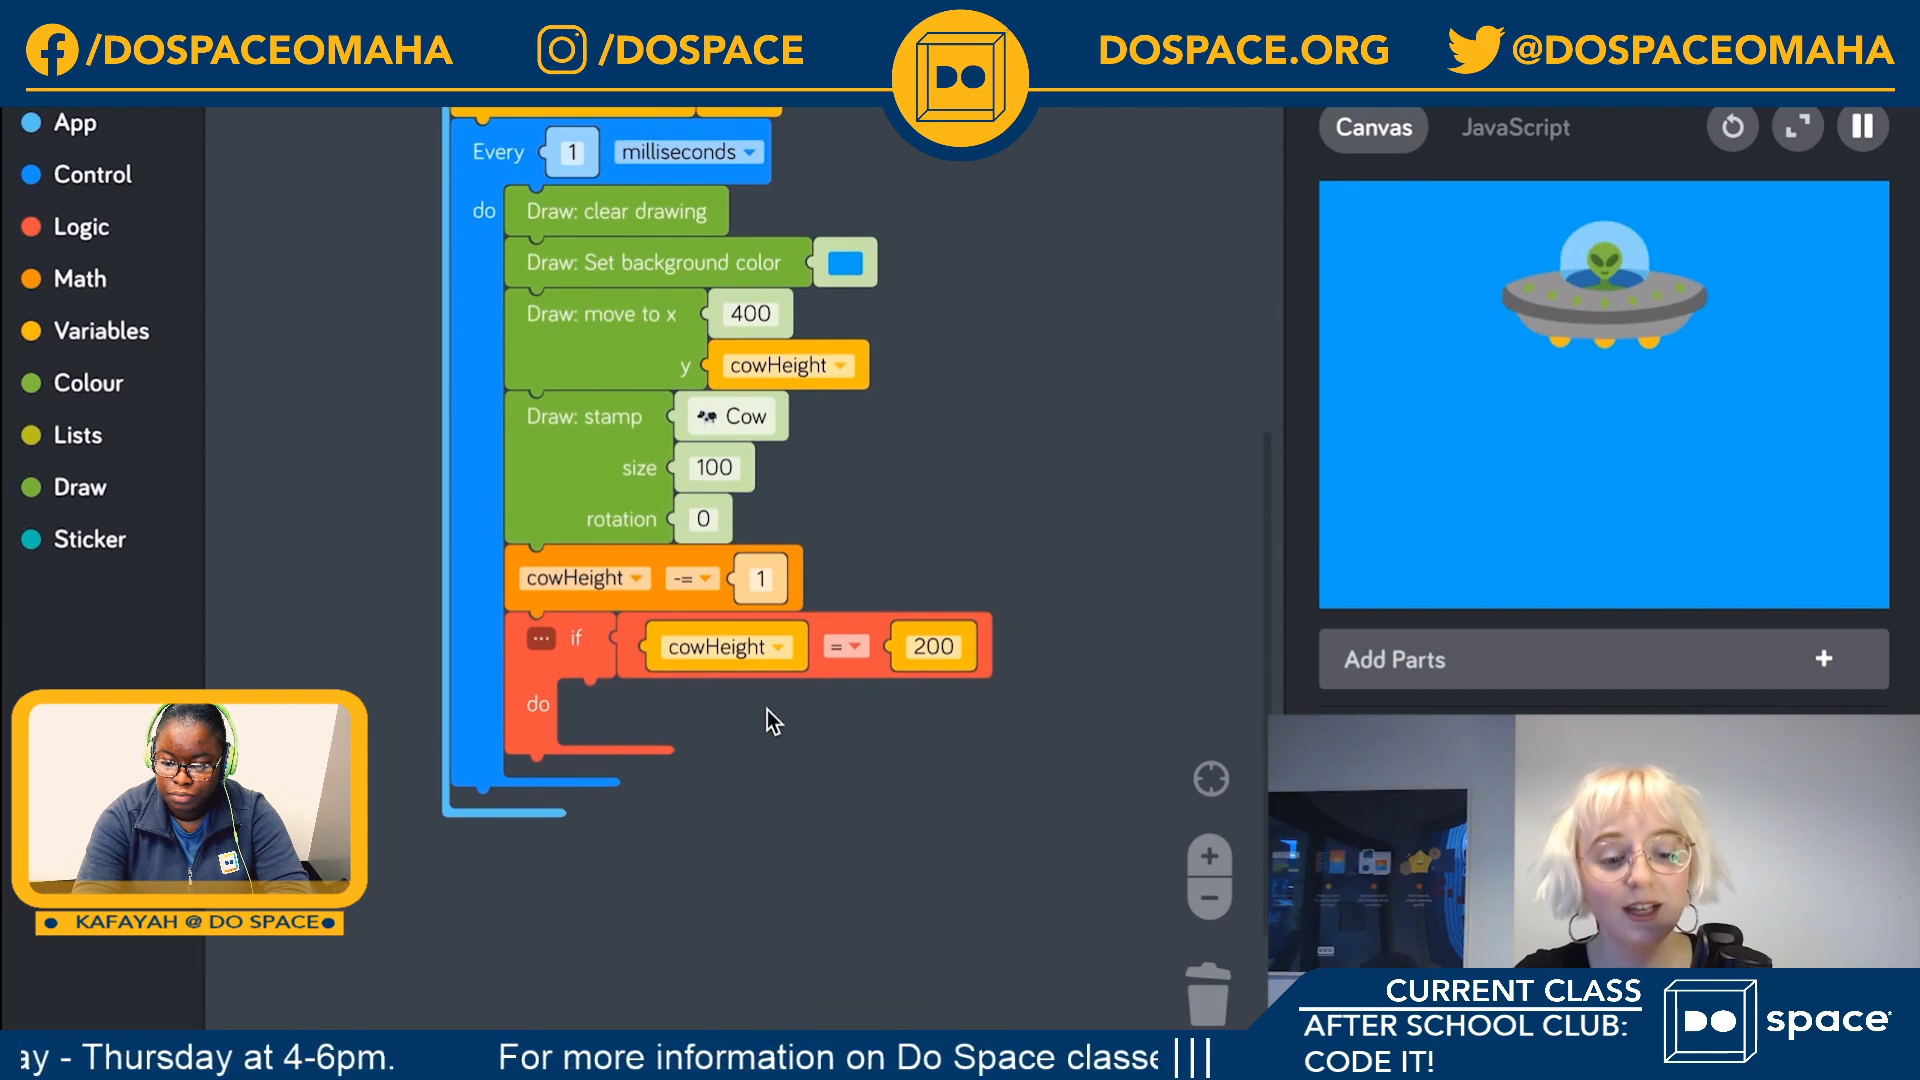 /DOSPACEOMAHA
/DOSPACE
DO
DOSPACE.ORG
@DOSPACEOMAHA
App
Control
Logic
Math
Variables
Colour
Lists
Draw
Sticker
Every 1 milliseconds
do Draw: clear drawing
Draw: Set background color
Draw: move to x 400
y cowHeight
Draw: stamp Cow
size 100
rotation 0
cowHeight -= 1
... if cowHeight = 200
do
Canvas JavaScript
Add Parts +
KAFAYAH @ DO SPACE
CURRENT CLASS
AFTER SCHOOL CLUB:
CODE IT!
DO space
ay - Thursday at 4-6pm. For more information on Do Space classe